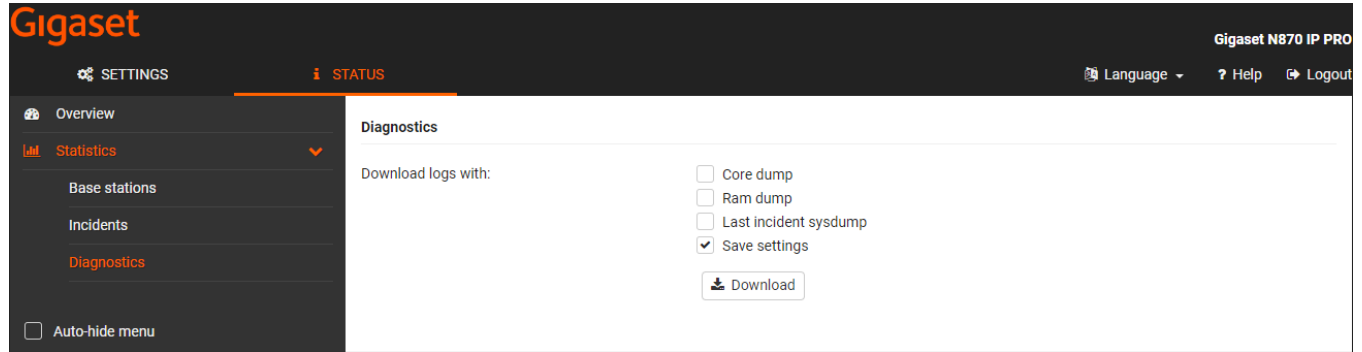 Gigaset
Gigaset N870 IP PRO
SETTINGS
STATUS
Language
? Help
Logout
Overview
Statistics
Base stations
Incidents
Diagnostics
Auto-hide menu
Diagnostics
Download logs with:
Core dump
Ram dump
Last incident sysdump
Save settings
Download